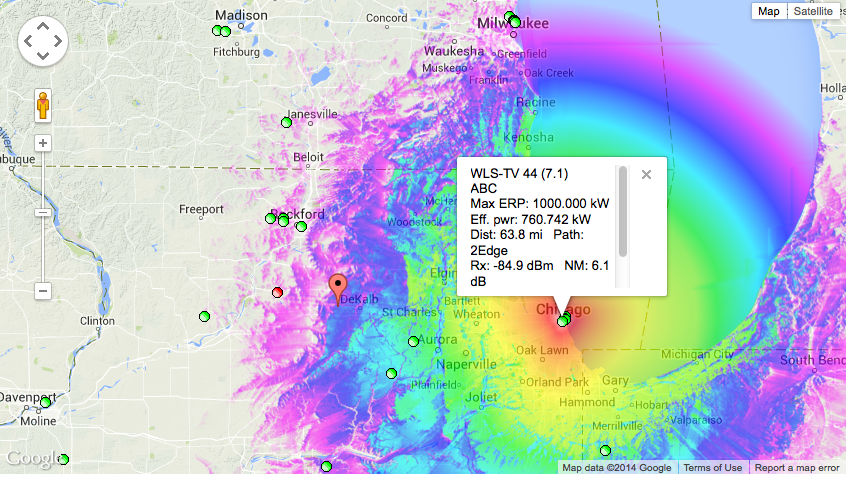 Madison
Concord
Milwaukee
Map
Satellite
Fitchburg
Waukesha
Greenfield
Muskego
Franklin
Oak Creek
Holla
Janesville
Racine
Kenosha
Beloit
ubuque
WLS-TV 44 (7.1)
ABC
Max ERP: 1000.000 kW
Eff. pwr: 760.742 kW
Dist: 63.8 mi Path:
2Edge
Rx: -84.9 dBm NM: 6.1
dB
McHe
Freeport
Rockford
Woodstock
Elgin
DeKalb
Bartlett
St Charles
Wheaton
Chicago
Clinton
Aurora
Oak Lawn
Michigan City
South Bend
Naperville
Plainfield
Orland Park
Gary
Davenport
Joliet
Hammond
Hobart
Moline
Merrillville
Valparaiso
Google
Map data ©2014 Google
Terms of Use
Report a map error